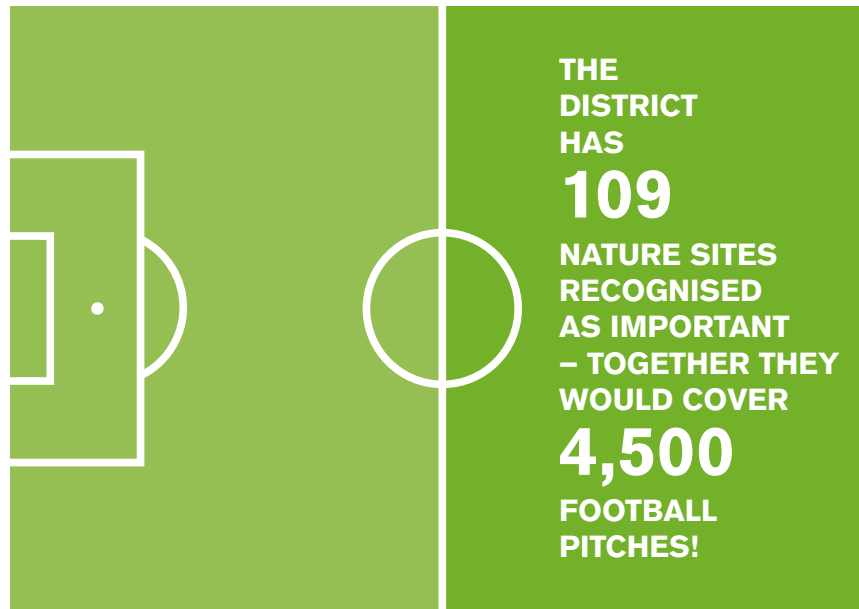 THE
DISTRICT
HAS
109
NATURE SITES
RECOGNISED
AS IMPORTANT
– TOGETHER THEY
WOULD COVER
4,500
FOOTBALL
PITCHES!